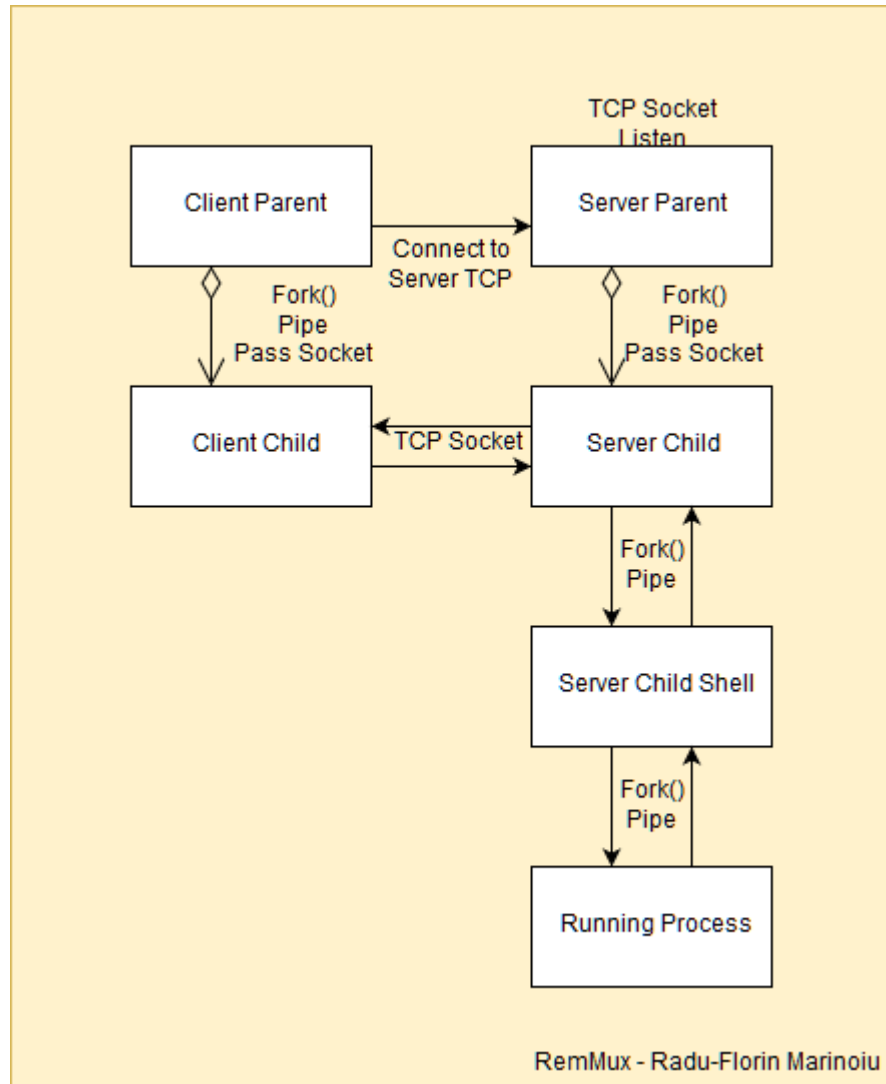 TCP Socket
Listen
Client Parent
Server Parent
Connect to
Server TCP
Fork()
Pipe
Pass Socket
Fork()
Pipe
Pass Socket
Client Child
TCP Socket
Server Child
Fork()
Pipe
Server Child Shell
Fork()
Pipe
Running Process
RemMux - Radu-Florin Marinoiu